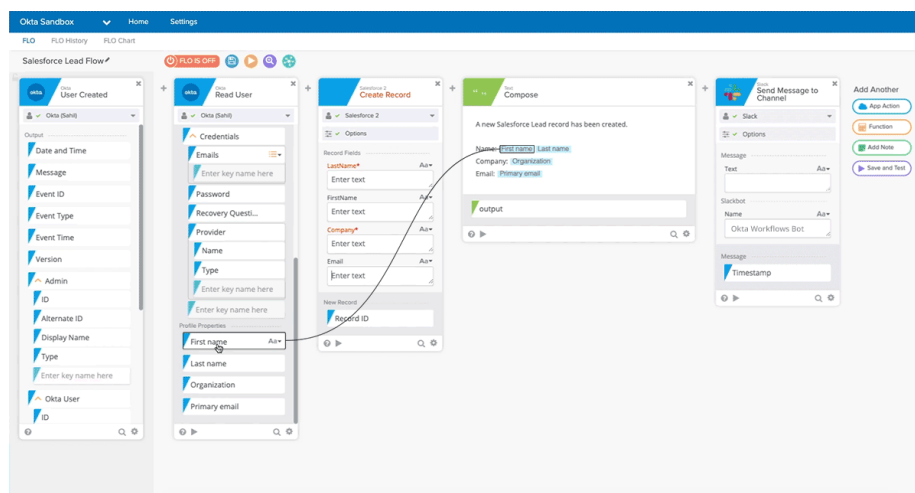 Okta Sandbox Home Settings
FLO FLO History FLO Chart
Salesforce Lead Flow FLO IS OFF
okta
Okta
User Created
Okta (Sahil)
Output
Date and Time
Message
Event ID
Event Type
Event Time
Version
Admin
ID
Alternate ID
Display Name
Type
Enter key name here
Okta User
ID
okta
Okta
Read User
Okta (Sahil)
Credentials
Emails
Enter key name here
Password
Recovery Questi...
Provider
Name
Type
Enter key name here
Enter key name here
Profile Properties
First name Aa
Last name
Organization
Primary email
Salesforce 2
Create Record
Salesforce 2
Options
Record Fields
LastName* Aa
Enter text
FirstName Aa
Enter text
Company* Aa
Enter text
Email Aa
Enter text
New Record
Record ID
Text
Compose
A new Salesforce Lead record has been created.
Name: First name Last name
Company: Organization
Email: Primary email
output
Slack
Send Message to
Channel
Slack
Options
Message
Text Aa
Slackbot
Name Aa
Okta Workflows Bot
Message
Timestamp
Add Another
App Action
Function
Add Note
Save and Test